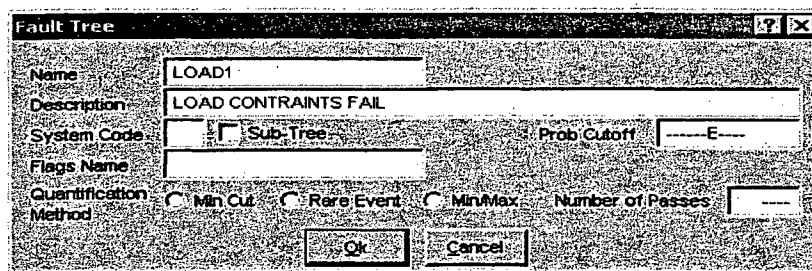 Fault Tree ? X
Name LOAD1
Description LOAD CONTRAINTS FAIL
System Code Sub-Tree Prob Cutoff -------E----
Flags Name
Quantification Method Min Cut Rare Event Min/Max Number of Passes ----
Ok Cancel